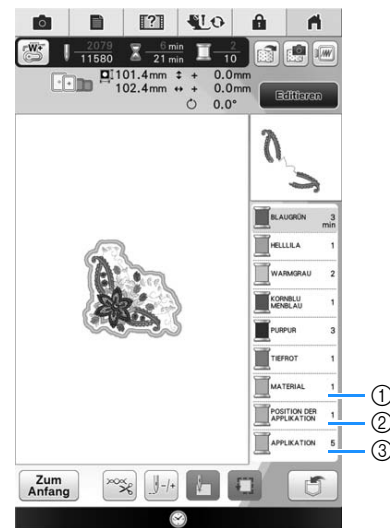 W+
2079
11580
6 min
21 min
2
10
101.4mm + 0.0mm
102.4mm + 0.0mm
0.0°
Editieren
BLAUGRÜN 3
min
HELLLILA 1
WARMGRAU 2
KORNBLU
MENBLAU 1
PURPUR 3
TIEFROT 1
MATERIAL 1
POSITION DER
APPLIKATION 1
APPLIKATION 5
①
②
③
Zum
Anfang
-/+